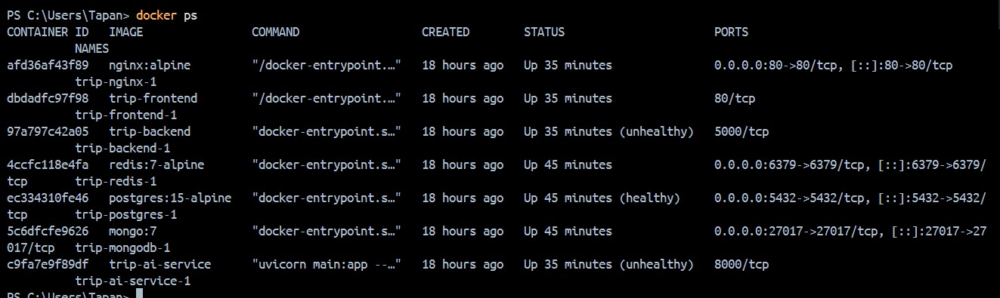 PS C:\Users\Tapan> docker ps
CONTAINER ID   IMAGE                COMMAND                  CREATED        STATUS                      PORTS
NAMES
afd36af43f89   nginx:alpine         "/docker-entrypoint.…"   18 hours ago   Up 35 minutes               0.0.0.0:80->80/tcp, [::]:80->80/tcp
trip-nginx-1
dbdadfc97f98   trip-frontend        "/docker-entrypoint.…"   18 hours ago   Up 35 minutes               80/tcp
trip-frontend-1
97a797c42a05   trip-backend         "docker-entrypoint.s…"   18 hours ago   Up 35 minutes (unhealthy)   5000/tcp
trip-backend-1
4ccfc118e4fa   redis:7-alpine       "docker-entrypoint.s…"   18 hours ago   Up 45 minutes               0.0.0.0:6379->6379/tcp, [::]:6379->6379/
tcp       trip-redis-1
ec334310fe46   postgres:15-alpine   "docker-entrypoint.s…"   18 hours ago   Up 45 minutes (healthy)     0.0.0.0:5432->5432/tcp, [::]:5432->5432/
tcp       trip-postgres-1
5c6dfcfe9626   mongo:7              "docker-entrypoint.s…"   18 hours ago   Up 45 minutes               0.0.0.0:27017->27017/tcp, [::]:27017->27
017/tcp   trip-mongodb-1
c9fa7e9f89df   trip-ai-service      "uvicorn main:app --…"   18 hours ago   Up 35 minutes (unhealthy)   8000/tcp
trip-ai-service-1
PS C:\Users\Tapan>